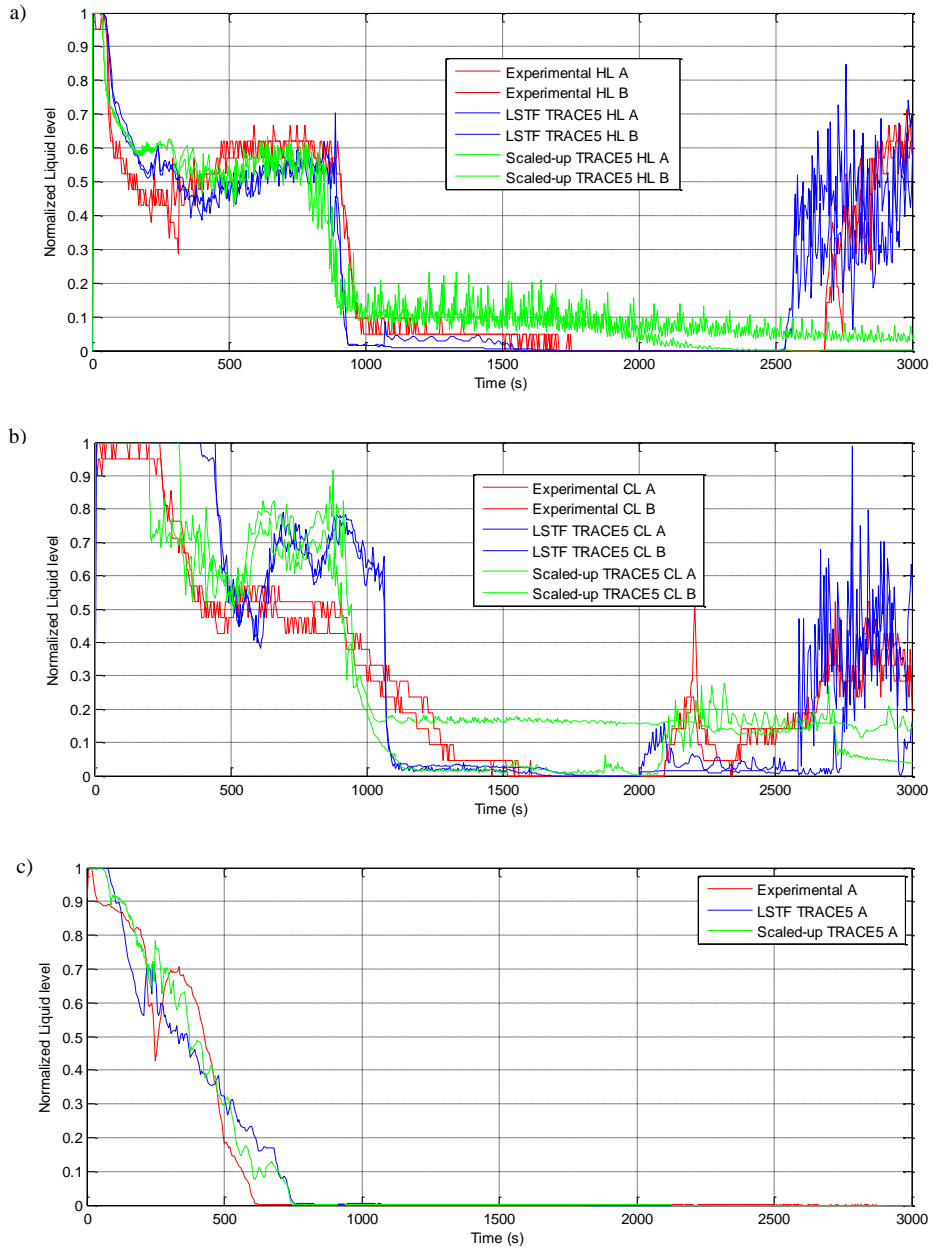 a)
1
0.9
0.8
0.7
0.6
0.5
0.4
0.3
0.2
0.1
0
Normalized Liquid level
Experimental HL A
Experimental HL B
LSTF TRACE5 HL A
LSTF TRACE5 HL B
Scaled-up TRACE5 HL A
Scaled-up TRACE5 HL B
0 500 1000 1500 2000 2500 3000
Time (s)
b)
1
0.9
0.8
0.7
0.6
0.5
0.4
0.3
0.2
0.1
0
Normalized Liquid level
Experimental CL A
Experimental CL B
LSTF TRACE5 CL A
LSTF TRACE5 CL B
Scaled-up TRACE5 CL A
Scaled-up TRACE5 CL B
0 500 1000 1500 2000 2500 3000
Time (s)
c)
1
0.9
0.8
0.7
0.6
0.5
0.4
0.3
0.2
0.1
0
Normalized Liquid level
Experimental A
LSTF TRACE5 A
Scaled-up TRACE5 A
0 500 1000 1500 2000 2500 3000
Time (s)